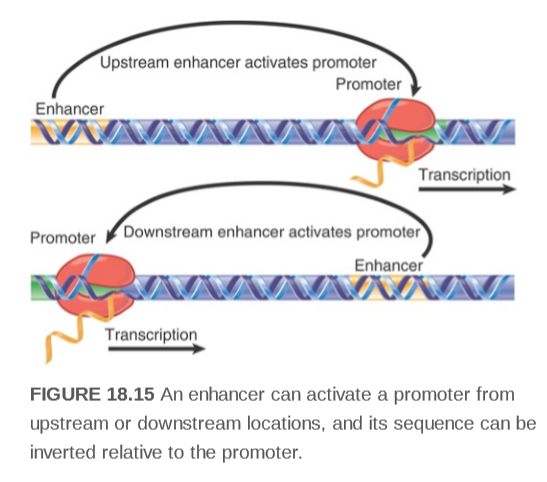 Upstream enhancer activates promoter
Promoter
Enhancer
Transcription
Promoter
Downstream enhancer activates promoter
Enhancer
Transcription
FIGURE 18.15 An enhancer can activate a promoter from
upstream or downstream locations, and its sequence can be
inverted relative to the promoter.